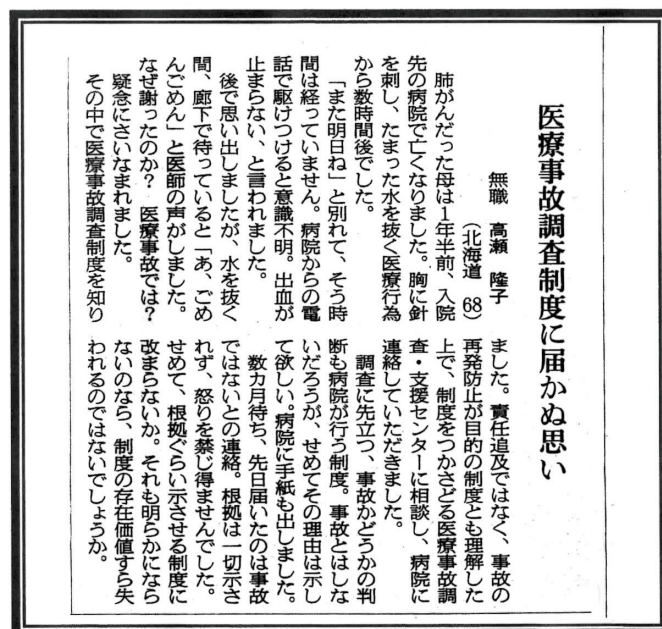 医療事故調査制度に届かぬ思い
無職　高瀬　隆子
（北海道　68）
　肺がんだった母は1年半前、入院
先の病院で亡くなりました。胸に針
を刺し、たまった水を抜く医療行為
から数時間後でした。
　「また明日ね」と別れて、そう時
間は経っていません。病院からの電
話で駆けつけると意識不明。出血が
止まらない、と言われました。
　後で思い出しましたが、水を抜く
間、廊下で待っていると「あ、ごめ
んごめん」と医師の声がしました。
なぜ謝ったのか？　医療事故では？
疑念にさいなまれました。
　その中で医療事故調査制度を知り
ました。責任追及ではなく、事故の
再発防止が目的の制度とも理解した
上で、制度をつかさどる医療事故調
査・支援センターに相談し、病院に
連絡していただきました。
　調査に先立つ、事故かどうかの判
断も病院が行う制度。事故とはしな
いだろうが、せめてその理由は示し
て欲しい。病院に手紙も出しました。
　数カ月待ち、先日届いたのは事故
ではないとの連絡。根拠は一切示さ
れず、怒りを禁じ得ませんでした。
せめて、根拠ぐらい示させる制度に
改まらないか。それも明らかになら
ないのなら、制度の存在価値すら失
われるのではないでしょうか。